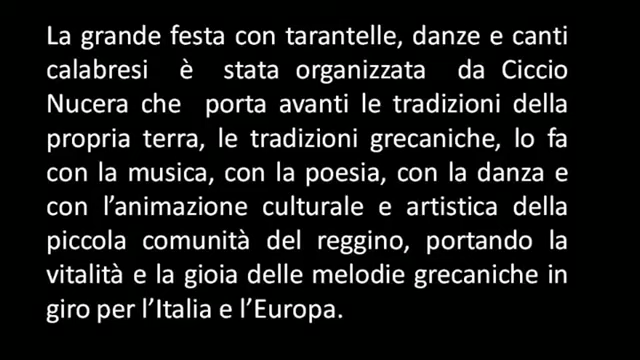 La grande festa con tarantelle, danze e canti
calabresi è stata organizzata da Ciccio
Nucera che porta avanti le tradizioni della
propria terra, le tradizioni grecaniche, lo fa
con la musica, con la poesia, con la danza e
con l’animazione culturale e artistica della
piccola comunità del reggino, portando la
vitalità e la gioia delle melodie grecaniche in
giro per l’Italia e l’Europa.